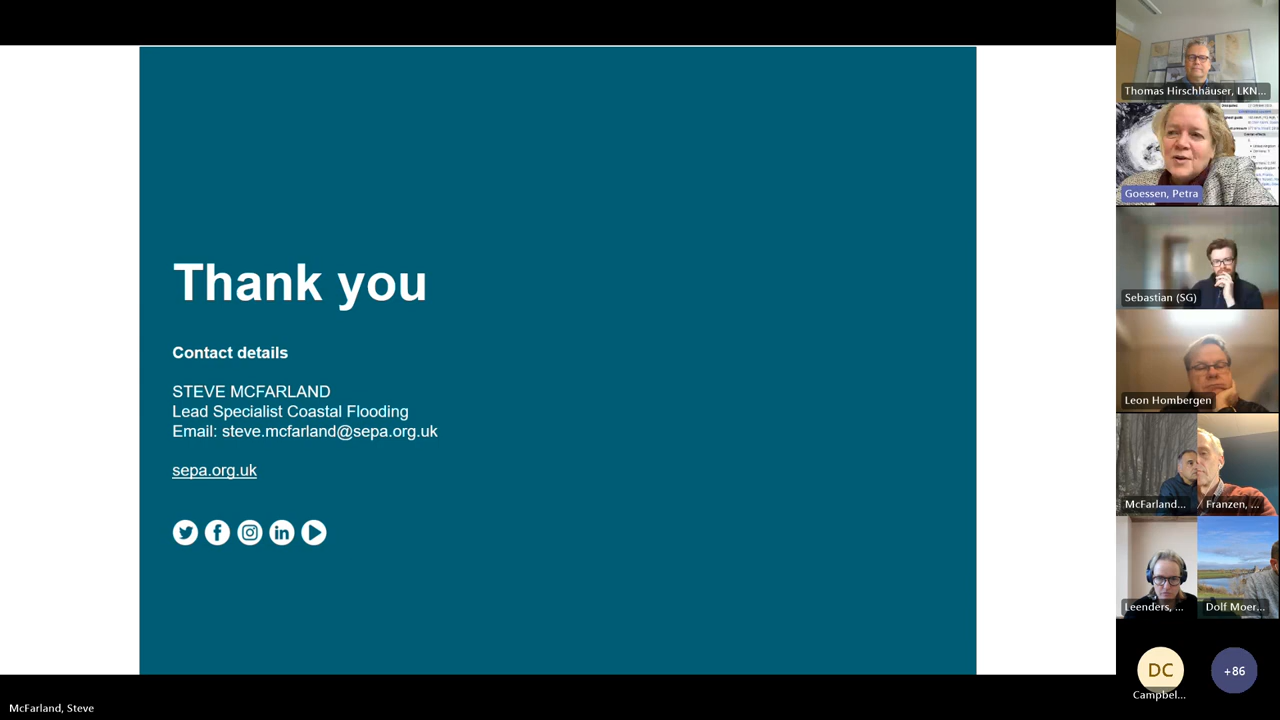 Thank you
Contact details
STEVE MCFARLAND
Lead Specialist Coastal Flooding
Email: steve.mcfarland@sepa.org.uk
sepa.org.uk
McFarland, Steve
Thomas Hirschhäuser, LKN...
Goessen, Petra
Sebastian (SG)
Leon Hombergen
McFarland...
Franzen, ...
Leenders, ...
Dolf Moer...
DC
Campbel...
+86